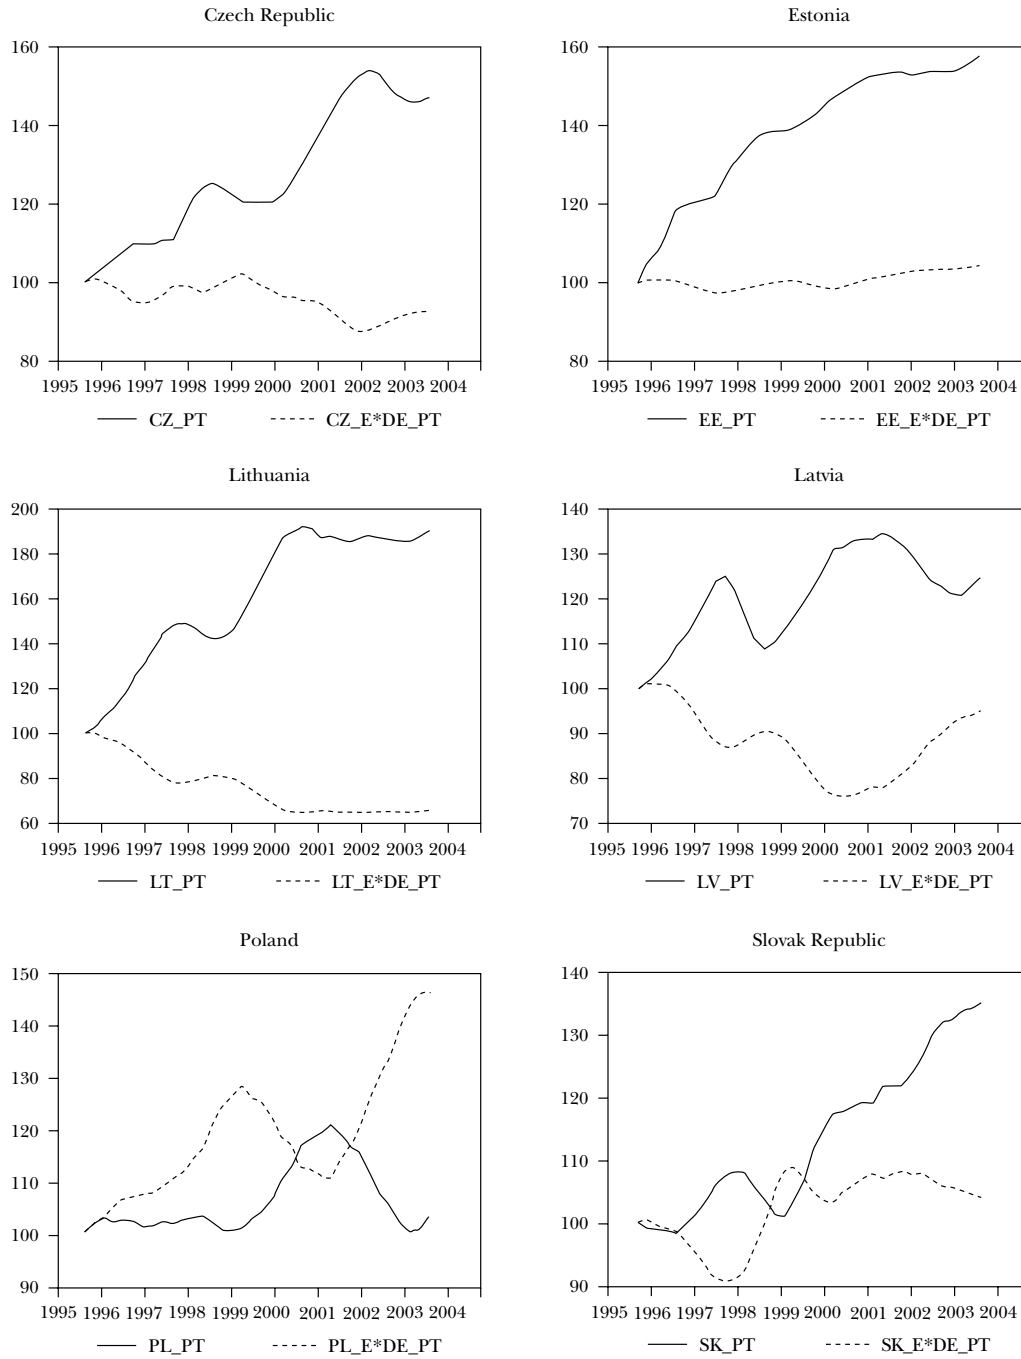 Czech Republic
160
140
120
100
80
1995 1996 1997 1998 1999 2000 2001 2002 2003 2004
CZ_PT CZ_E*DE_PT
Estonia
160
140
120
100
80
1995 1996 1997 1998 1999 2000 2001 2002 2003 2004
EE_PT EE_E*DE_PT
Lithuania
200
180
160
140
120
100
80
60
1995 1996 1997 1998 1999 2000 2001 2002 2003 2004
LT_PT LT_E*DE_PT
Latvia
140
130
120
110
100
90
80
70
1995 1996 1997 1998 1999 2000 2001 2002 2003 2004
LV_PT LV_E*DE_PT
Poland
150
140
130
120
110
100
90
1995 1996 1997 1998 1999 2000 2001 2002 2003 2004
PL_PT PL_E*DE_PT
Slovak Republic
140
130
120
110
100
90
1995 1996 1997 1998 1999 2000 2001 2002 2003 2004
SK_PT SK_E*DE_PT